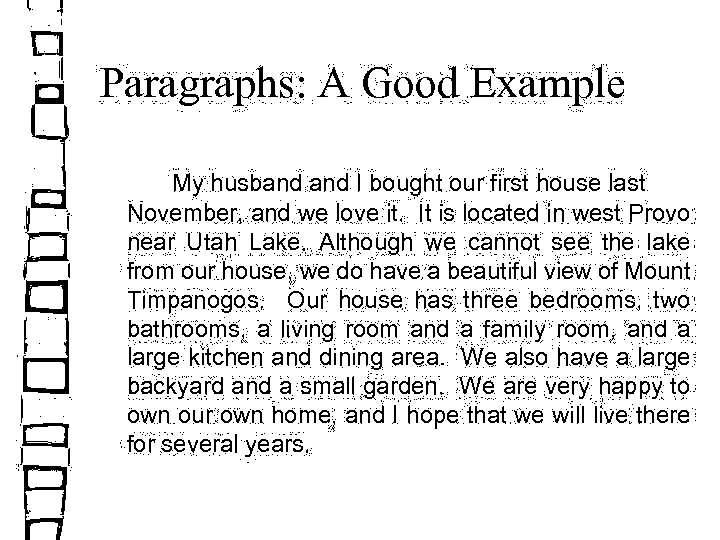 Paragraphs: A Good Example
My husband and I bought our first house last
November, and we love it. It is located in west Provo
near Utah Lake. Although we cannot see the lake
from our house, we do have a beautiful view of Mount
Timpanogos. Our house has three bedrooms, two
bathrooms, a living room and a family room, and a
large kitchen and dining area. We also have a large
backyard and a small garden. We are very happy to
own our own home, and I hope that we will live there
for several years.